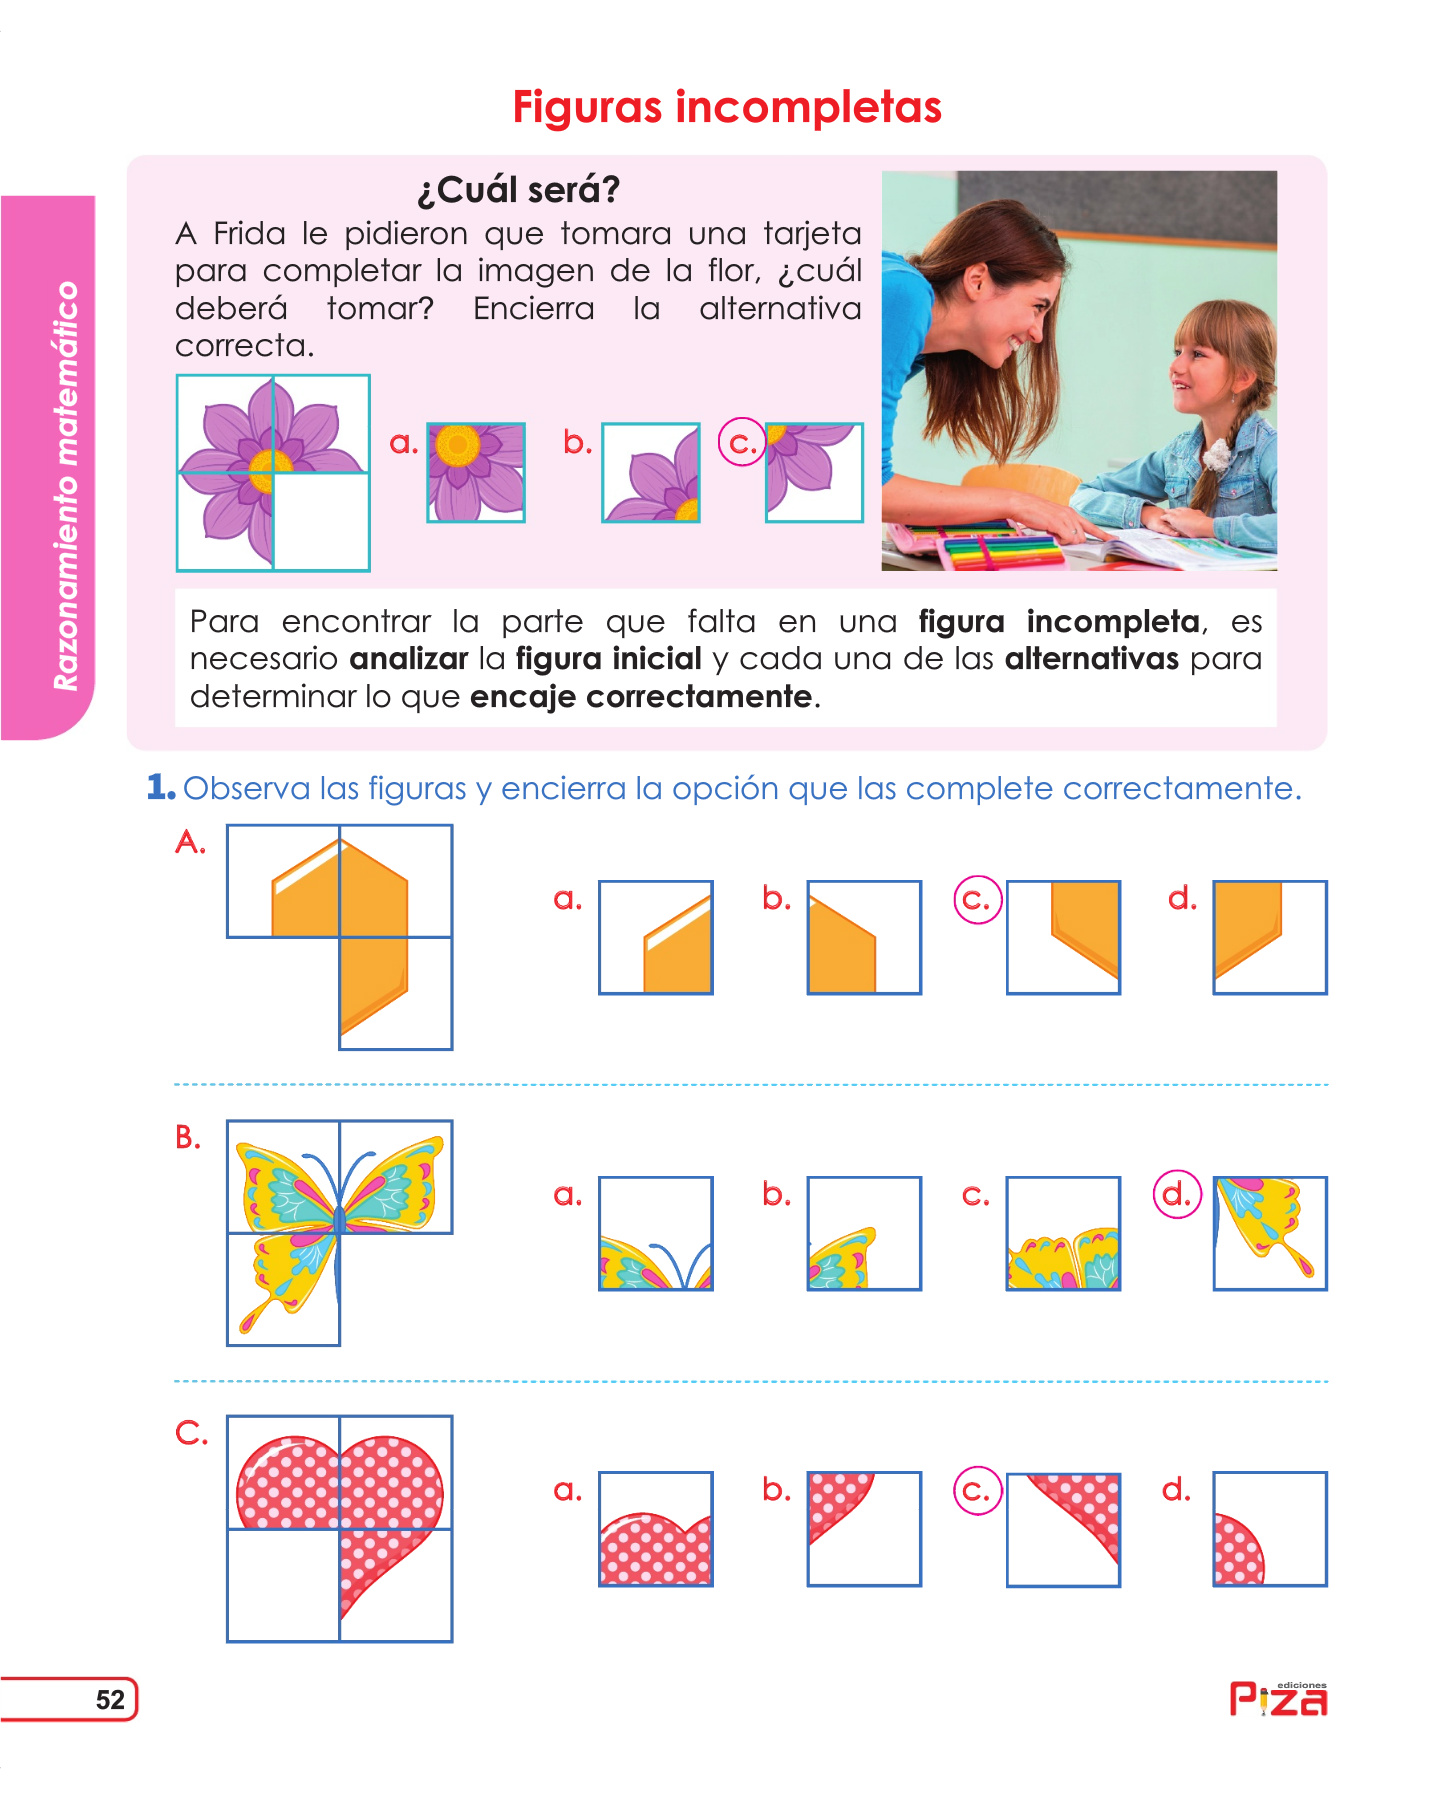 Figuras incompletas
¿Cuál será?
A Frida le pidieron que tomara una tarjeta
para completar la imagen de la flor, ¿cuál
deberá tomar? Encierra la alternativa
correcta.
a.
b.
c.
Para encontrar la parte que falta en una figura incompleta, es
necesario analizar la figura inicial y cada una de las alternativas para
determinar lo que encaje correctamente.
Razonamiento matemático
1. Observa las figuras y encierra la opción que las complete correctamente.
A.
a.
b.
c.
d.
B.
a.
b.
c.
d.
C.
a.
b.
c.
d.
52
ediciones
Piza